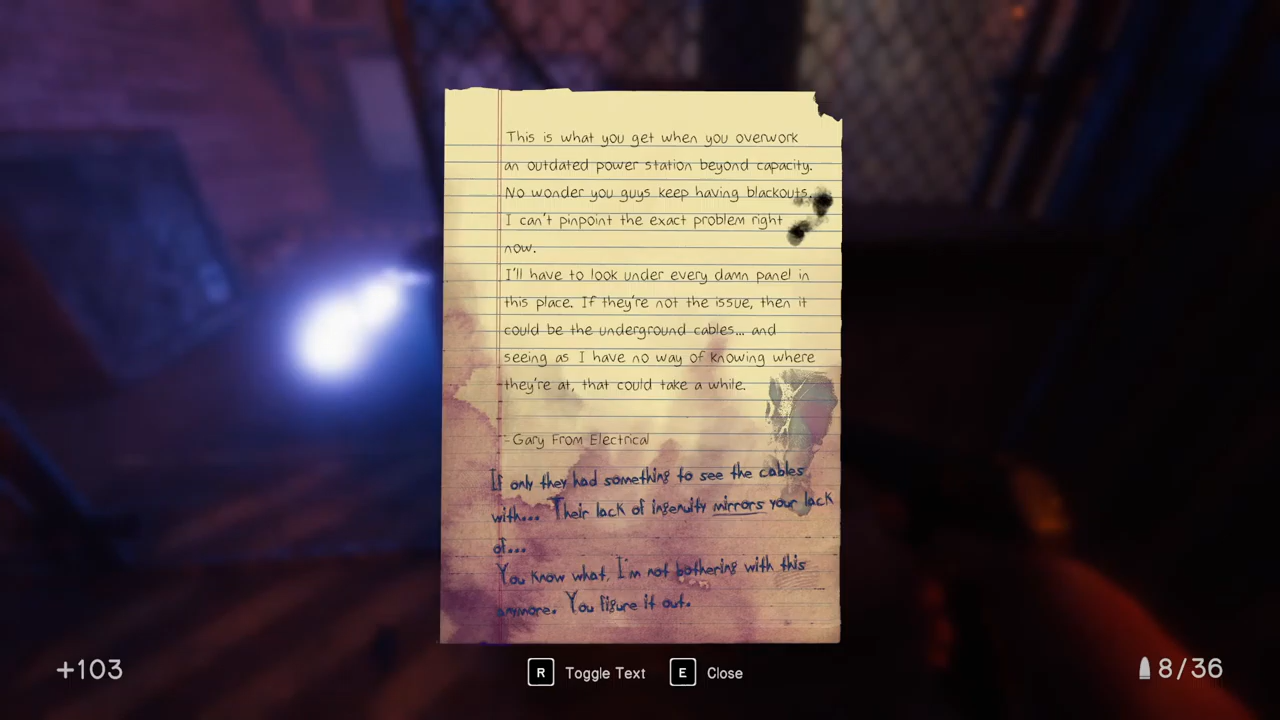 This is what you get when you overwork
an outdated power station beyond capacity.
No wonder you guys keep having blackouts.
I can't pinpoint the exact problem right
now.
I'll have to look under every damn panel in
this place. If they're not the issue, then it
could be the underground cables... and
seeing as I have no way of knowing where
they're at, that could take a while.
-Gary From Electrical
If only they had something to see the cables
with... Their lack of ingenuity mirrors your lack
of...
You know what, I'm not bothering with this
anymore. You figure it out.
+103
R Toggle Text E Close
8/36